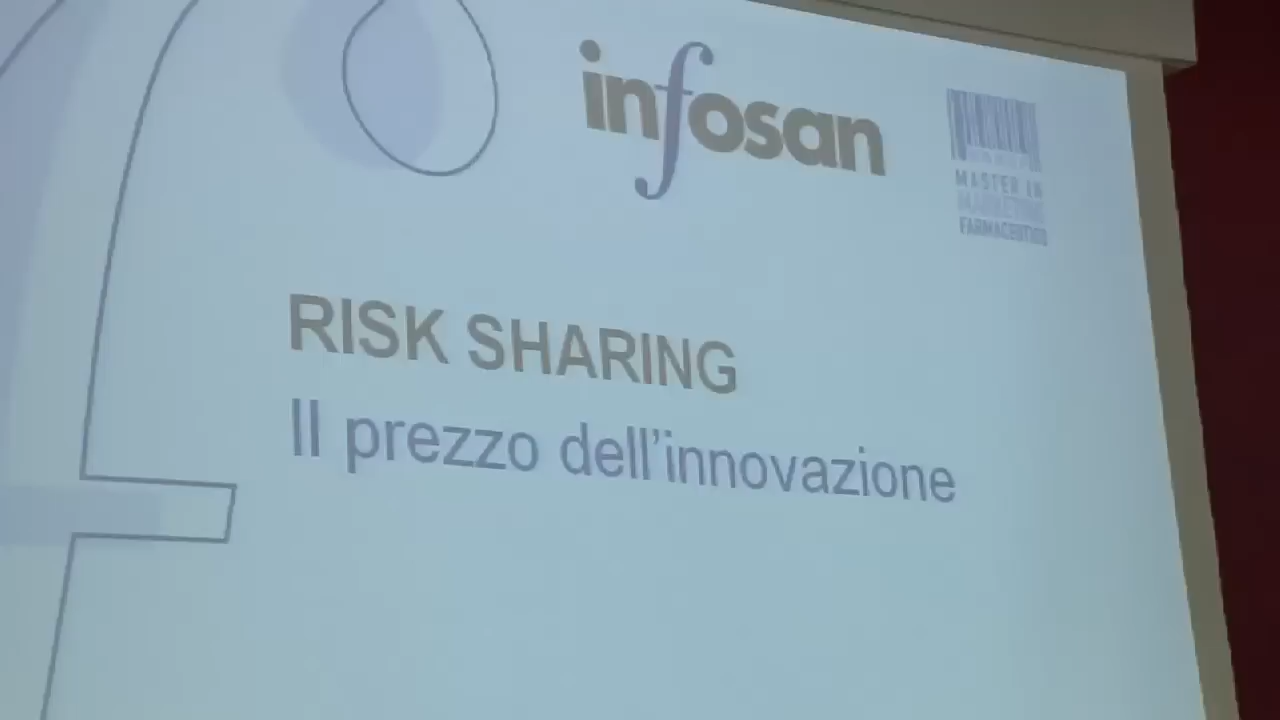 infosan
MASTER IN
MARKETING
FARMACEUTICO
RISK SHARING
Il prezzo dell'innovazione